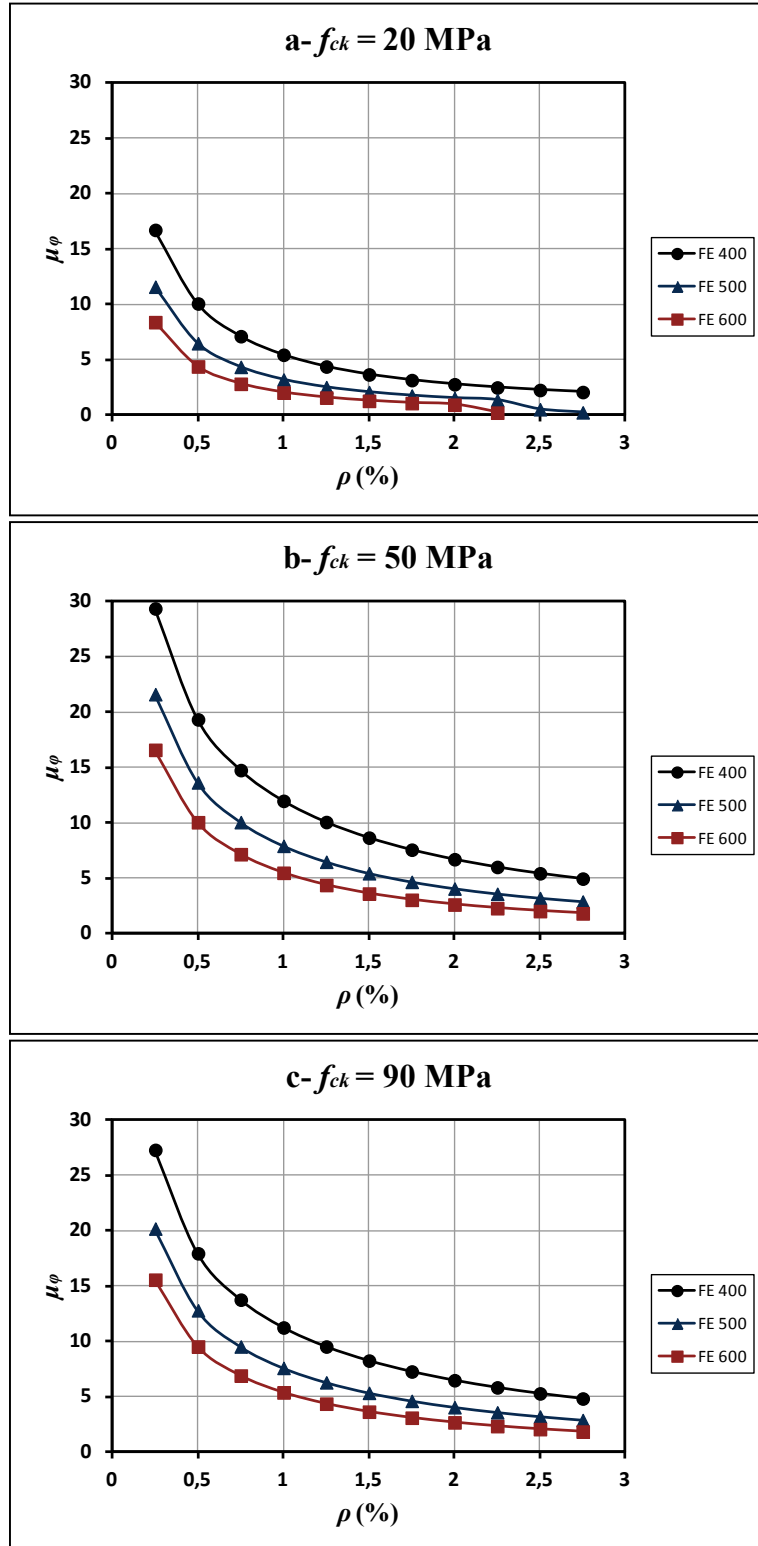 a- fck = 20 MPa
30
25
20
15
10
5
0
μφ
0 0,5 1 1,5 2 2,5 3
ρ (%)
FE 400
FE 500
FE 600
b- fck = 50 MPa
30
25
20
15
10
5
0
μφ
0 0,5 1 1,5 2 2,5 3
ρ (%)
FE 400
FE 500
FE 600
c- fck = 90 MPa
30
25
20
15
10
5
0
μφ
0 0,5 1 1,5 2 2,5 3
ρ (%)
FE 400
FE 500
FE 600